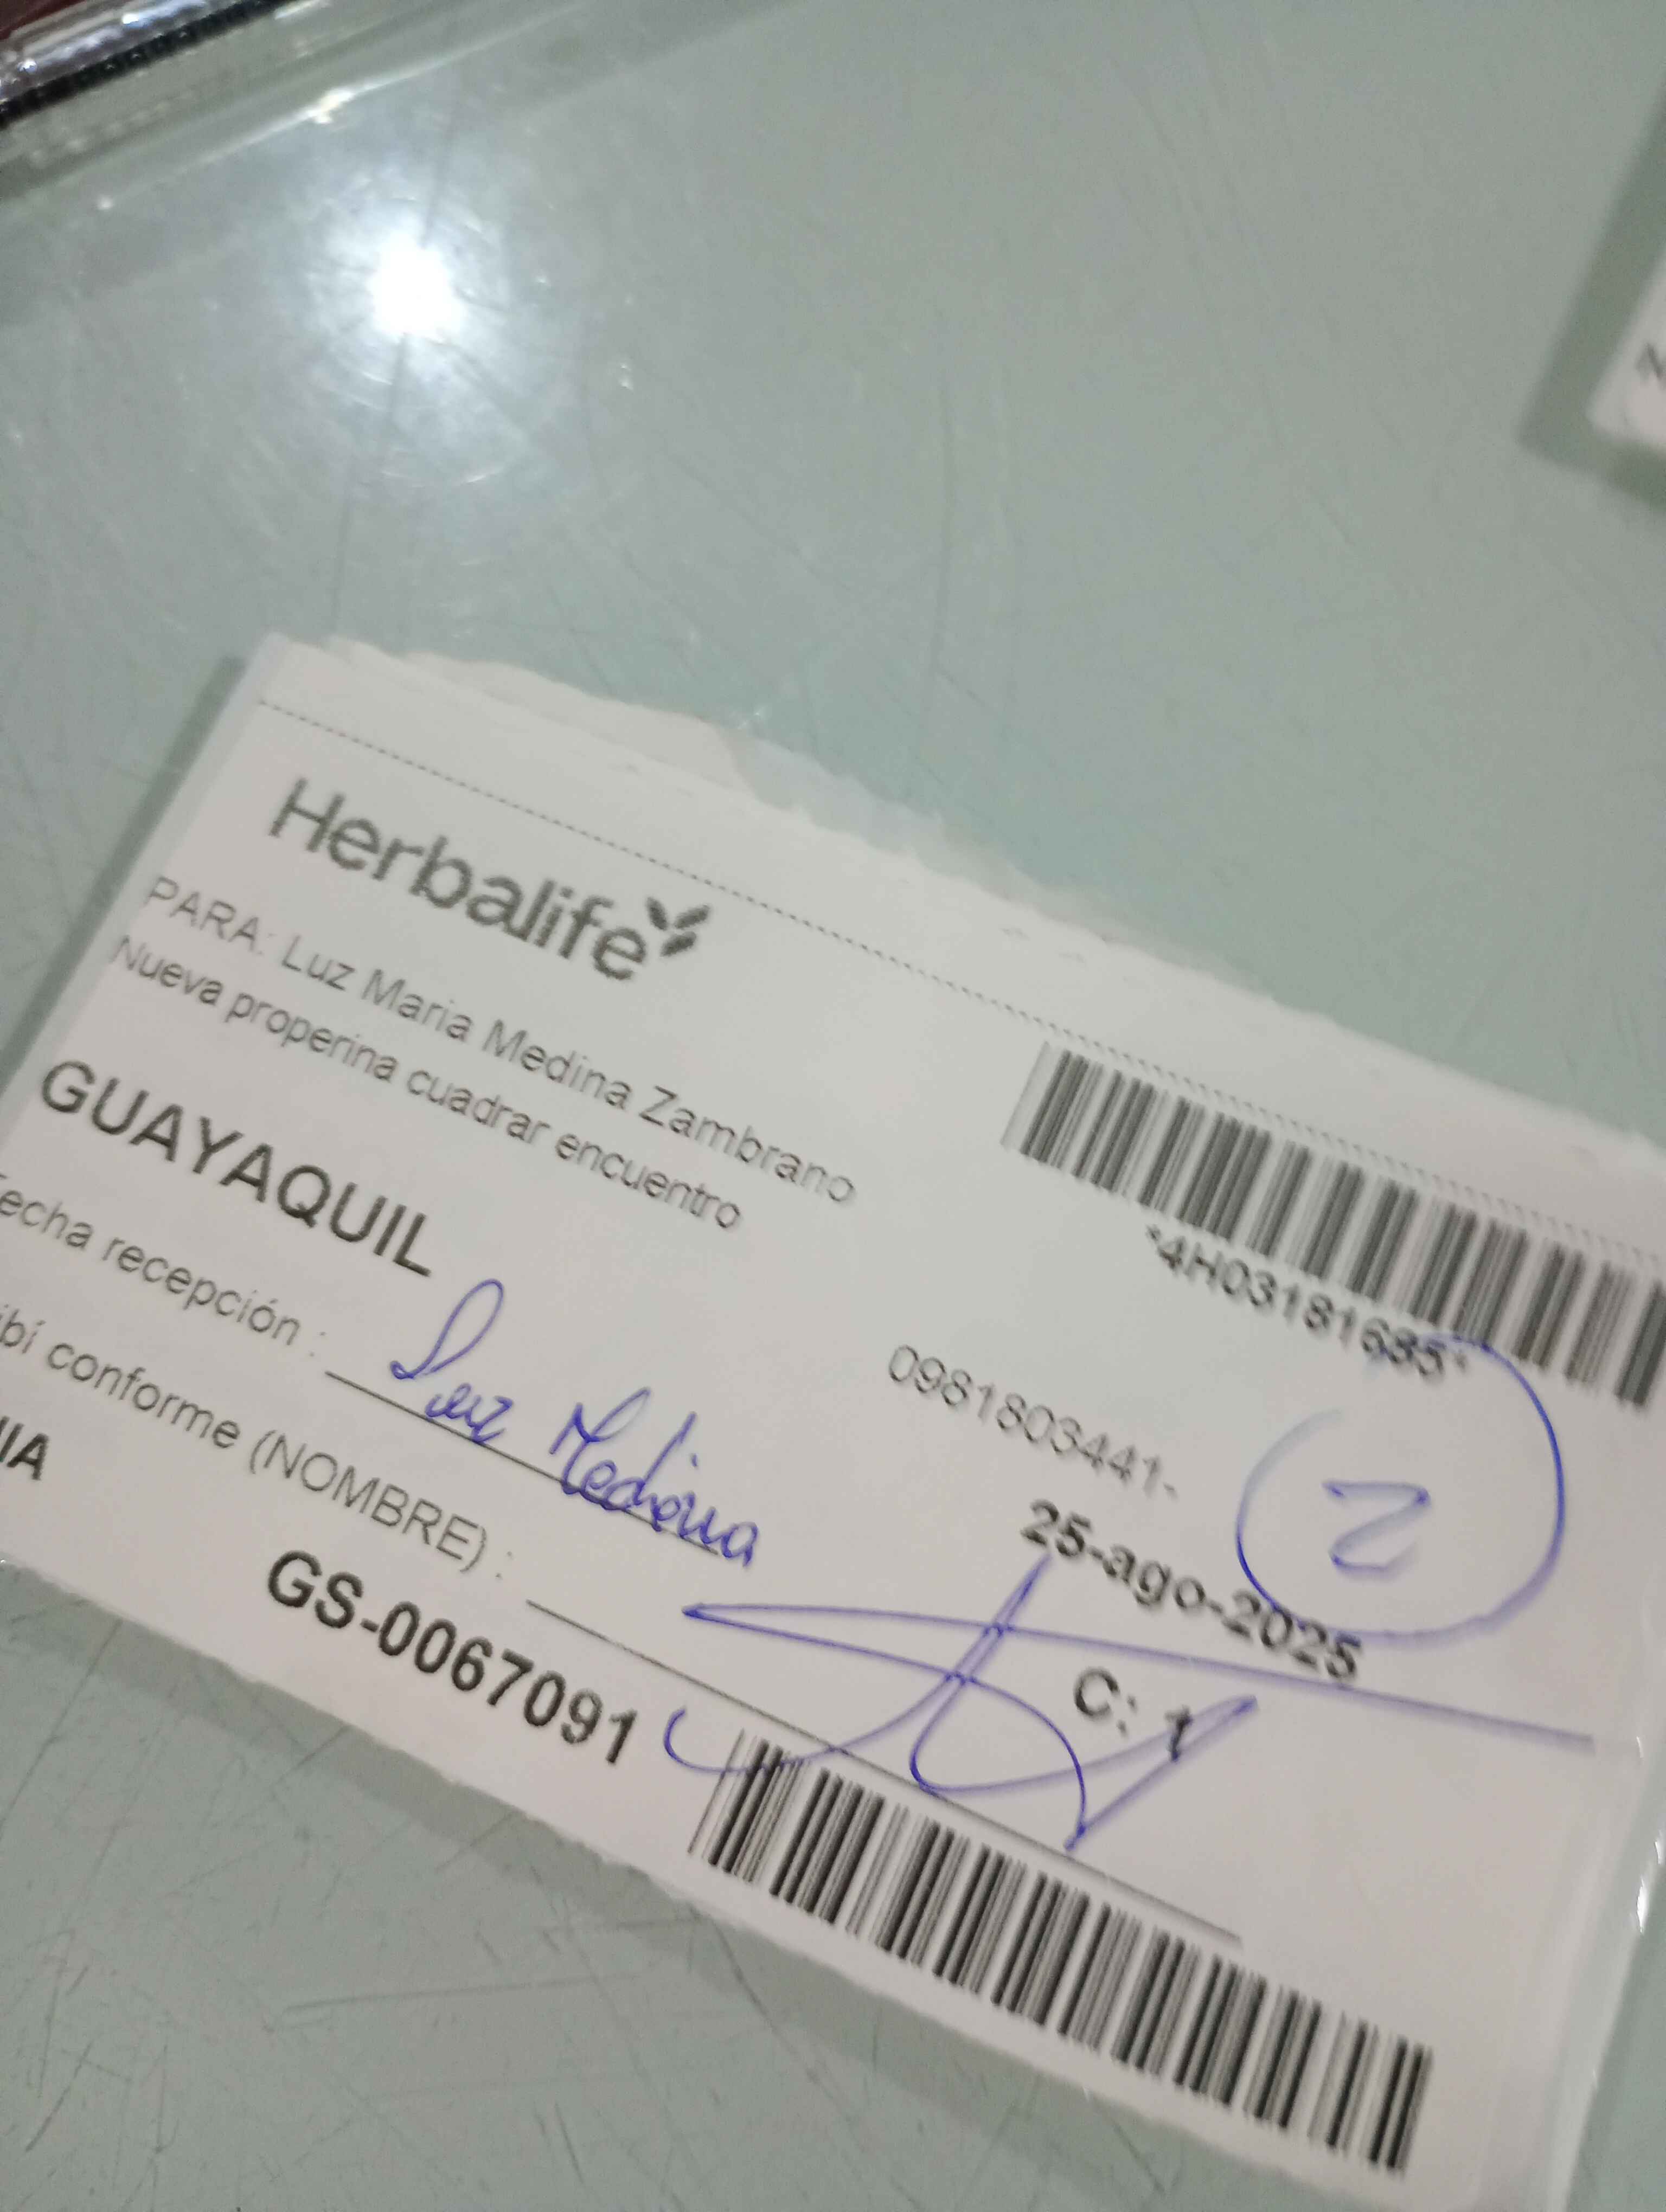 Herbalife
PARA: Luz Maria Medina Zambrano
Nueva properina cuadrar encuentro
*4H03181685*
GUAYAQUIL
0981803441-
2
echa recepción : Luz Medina
25-ago-2025
ibí conforme (NOMBRE) :
C: 1
IA
GS-0067091